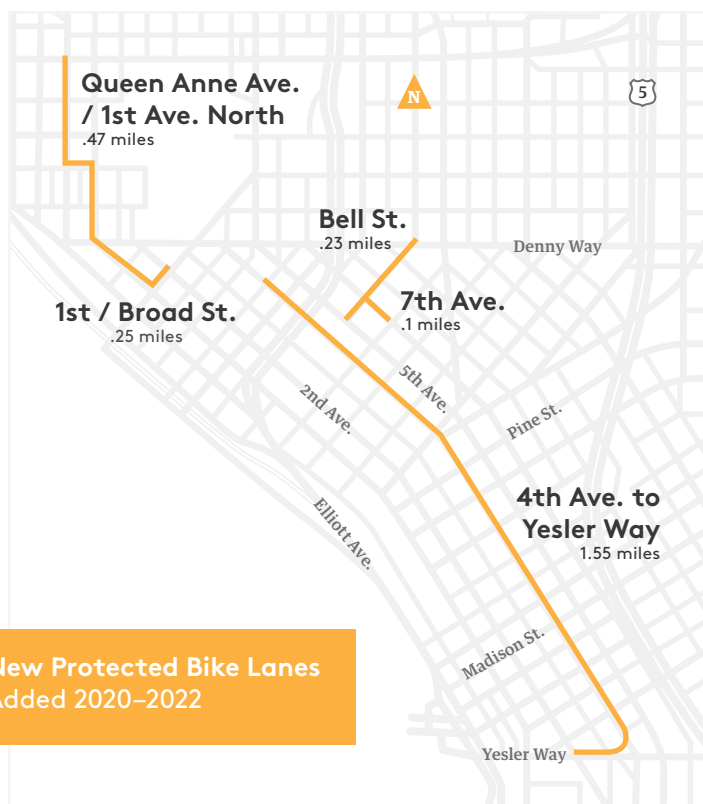 Queen Anne Ave.
/ 1st Ave. North
.47 miles
N
5
Bell St.
.23 miles
Denny Way
7th Ave.
.1 miles
1st / Broad St.
.25 miles
5th Ave.
2nd Ave.
Pine St.
4th Ave. to
Yesler Way
1.55 miles
Elliott Ave.
Madison St.
New Protected Bike Lanes
Added 2020–2022
Yesler Way